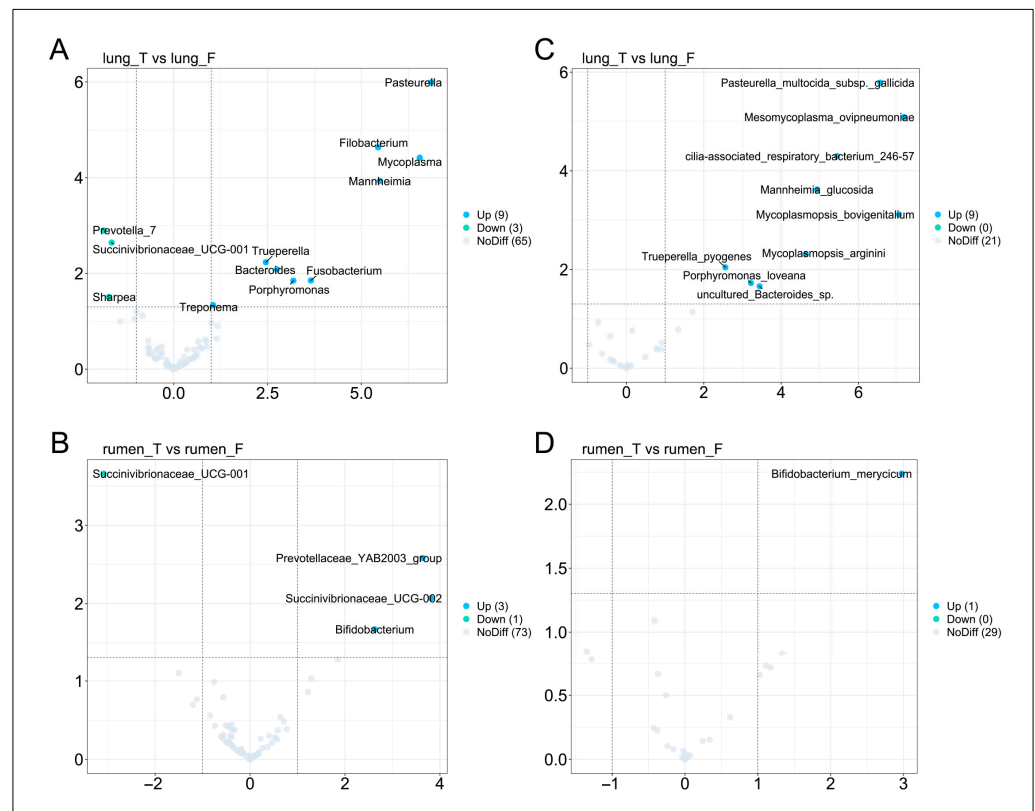 A
lung_T vs lung_F
6
4
2
0
0.0
2.5
5.0
Pasteurella
Filobacterium
Mycoplasma
Mannheimia
Prevotella_7
Succinivibrionaceae_UCG-001
Trueperella
Bacteroides
Fusobacterium
Porphyromonas
Sharpea
Treponema
Up (9)
Down (3)
NoDiff (65)
C
lung_T vs lung_F
6
4
2
0
0
2
4
6
Pasteurella_multocida_subsp._gallicida
Mesomycoplasma_ovipneumoniae
cilia-associated_respiratory_bacterium_246-57
Mannheimia_glucosida
Mycoplasmopsis_bovigenitalium
Mycoplasmopsis_arginini
Trueperella_pyogenes
Porphyromonas_loveana
uncultured_Bacteroides_sp.
Up (9)
Down (0)
NoDiff (21)
B
rumen_T vs rumen_F
3
2
1
0
−2
0
2
4
Succinivibrionaceae_UCG-001
Prevotellaceae_YAB2003_group
Succinivibrionaceae_UCG-002
Bifidobacterium
Up (3)
Down (1)
NoDiff (73)
D
rumen_T vs rumen_F
2.0
1.5
1.0
0.5
0.0
−1
0
1
2
3
Bifidobacterium_merycicum
Up (1)
Down (0)
NoDiff (29)